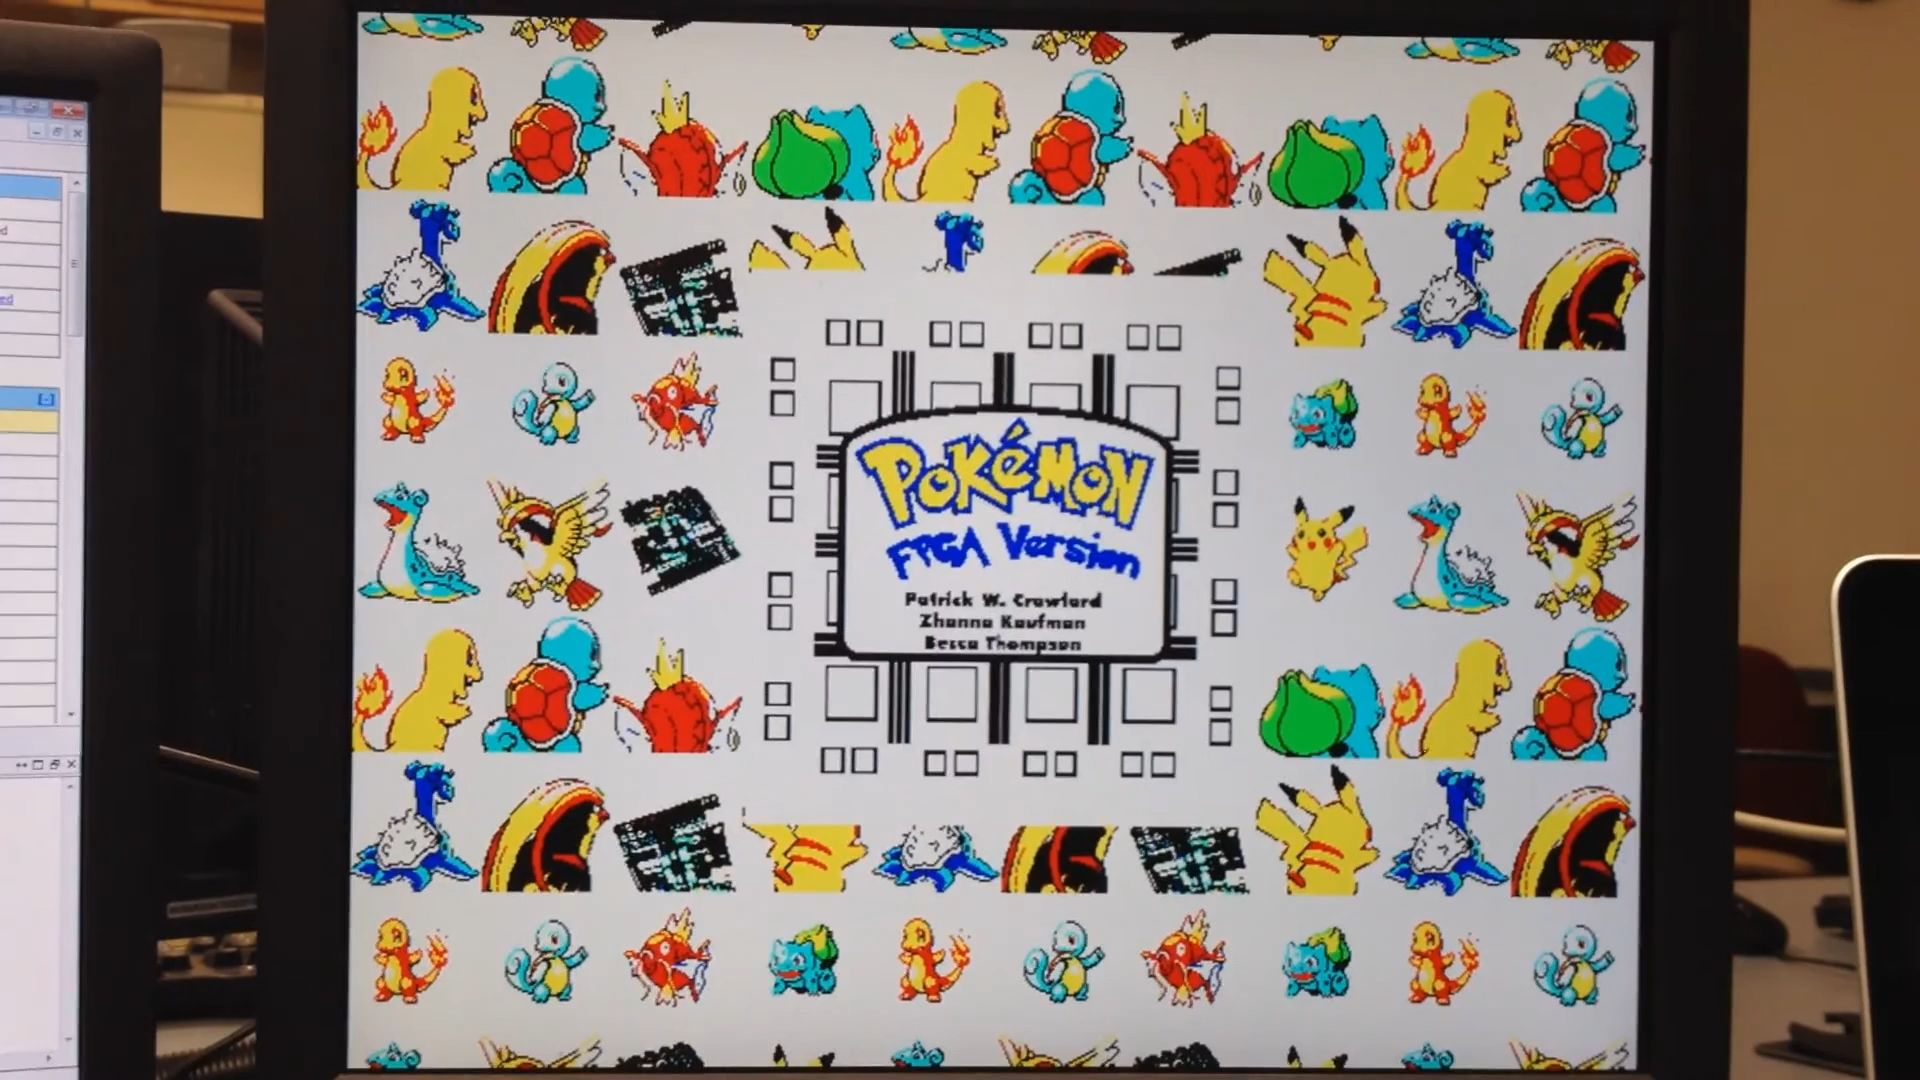 POKéMON
FPGA Version
Patrick W. Crawford
Zhanna Kaufman
Becca Thompson